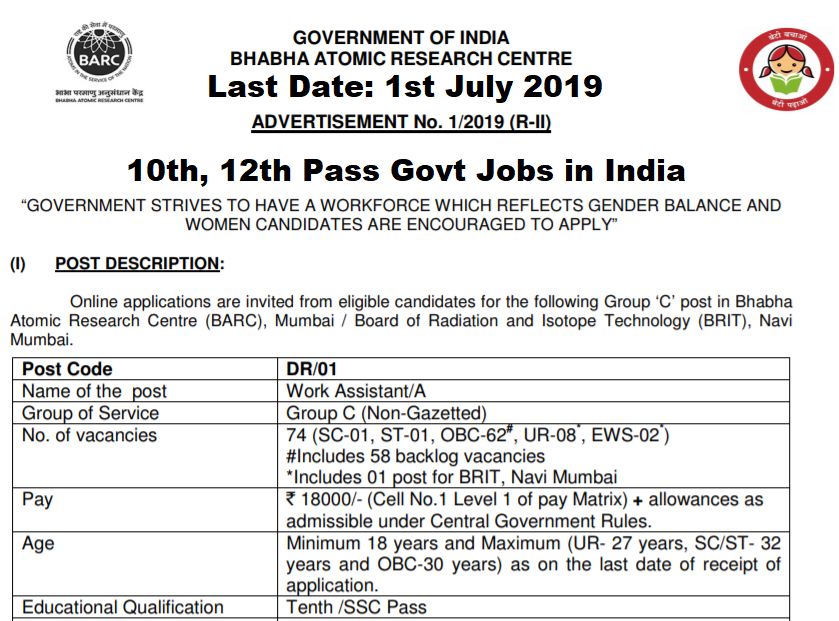 राष्ट्र की सेवा में परमाणु
BARC
ATOMS IN THE SERVICE OF THE NATION
भाभा परमाणु अनुसंधान केंद्र
BHABHA ATOMIC RESEARCH CENTRE
GOVERNMENT OF INDIA
BHABHA ATOMIC RESEARCH CENTRE
Last Date: 1st July 2019
ADVERTISEMENT No. 1/2019 (R-II)
बेटी बचाओ
बेटी पढ़ाओ
10th, 12th Pass Govt Jobs in India
“GOVERNMENT STRIVES TO HAVE A WORKFORCE WHICH REFLECTS GENDER BALANCE AND
WOMEN CANDIDATES ARE ENCOURAGED TO APPLY”
(I) POST DESCRIPTION:
Online applications are invited from eligible candidates for the following Group ‘C’ post in Bhabha
Atomic Research Centre (BARC), Mumbai / Board of Radiation and Isotope Technology (BRIT), Navi
Mumbai.
Post Code DR/01
Name of the post Work Assistant/A
Group of Service Group C (Non-Gazetted)
No. of vacancies 74 (SC-01, ST-01, OBC-62#, UR-08*, EWS-02*)
#Includes 58 backlog vacancies
*Includes 01 post for BRIT, Navi Mumbai
Pay ₹ 18000/- (Cell No.1 Level 1 of pay Matrix) + allowances as
admissible under Central Government Rules.
Age Minimum 18 years and Maximum (UR- 27 years, SC/ST- 32
years and OBC-30 years) as on the last date of receipt of
application.
Educational Qualification Tenth /SSC Pass